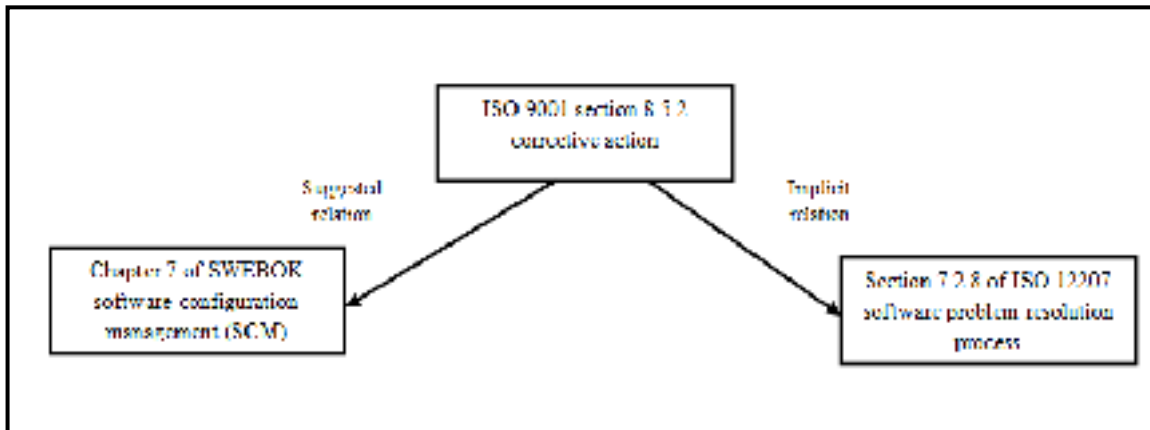 ISO 9001 section 8.5.2
corrective action
Suggested
relation
Implicit
relation
Chapter 7 of SWEBOK
software configuration
management (SCM)
Section 7.2.8 of ISO 12207
software problem resolution
process